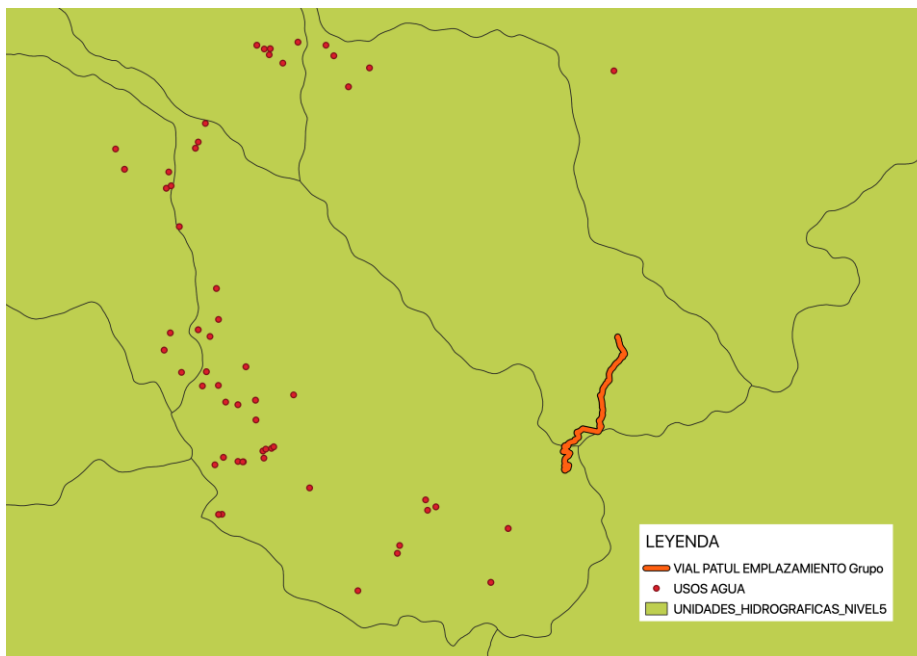 LEYENDA
VIAL PATUL EMPLAZAMIENTO Grupo
USOS AGUA
UNIDADES_HIDROGRAFICAS_NIVEL5